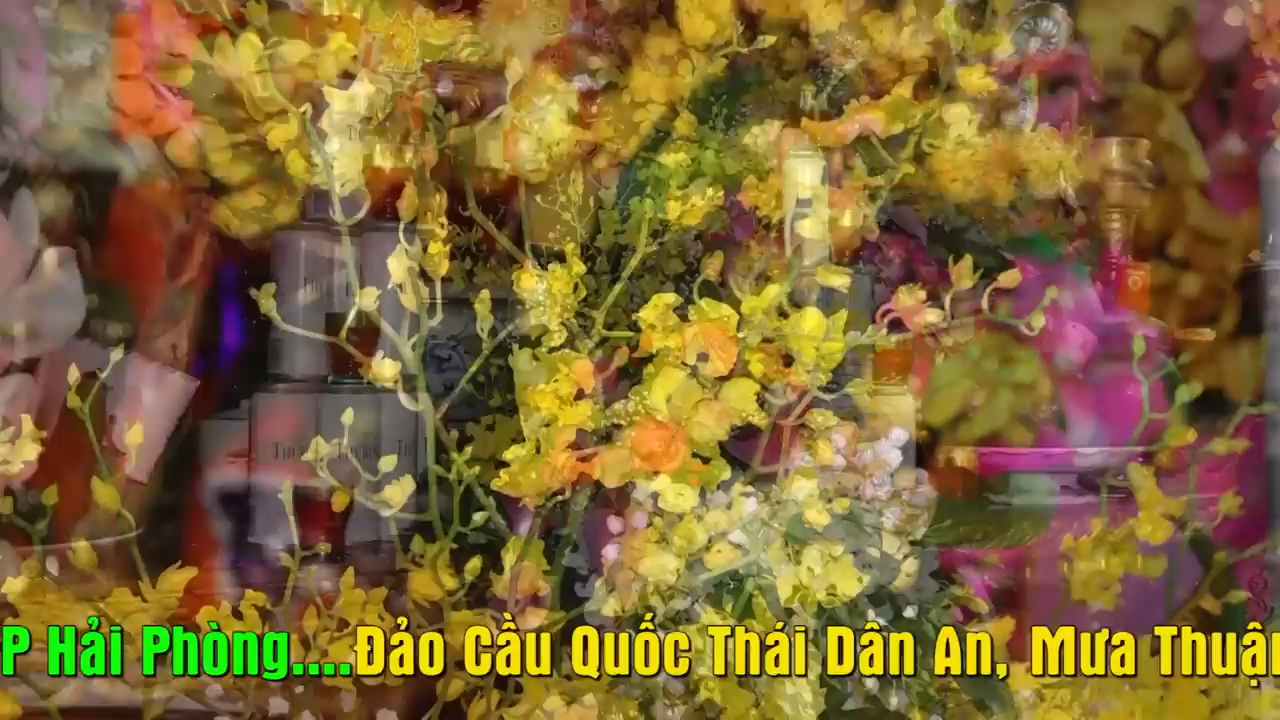 P Hải Phòng....Đảo Cầu Quốc Thái Dân An, Mưa Thuận